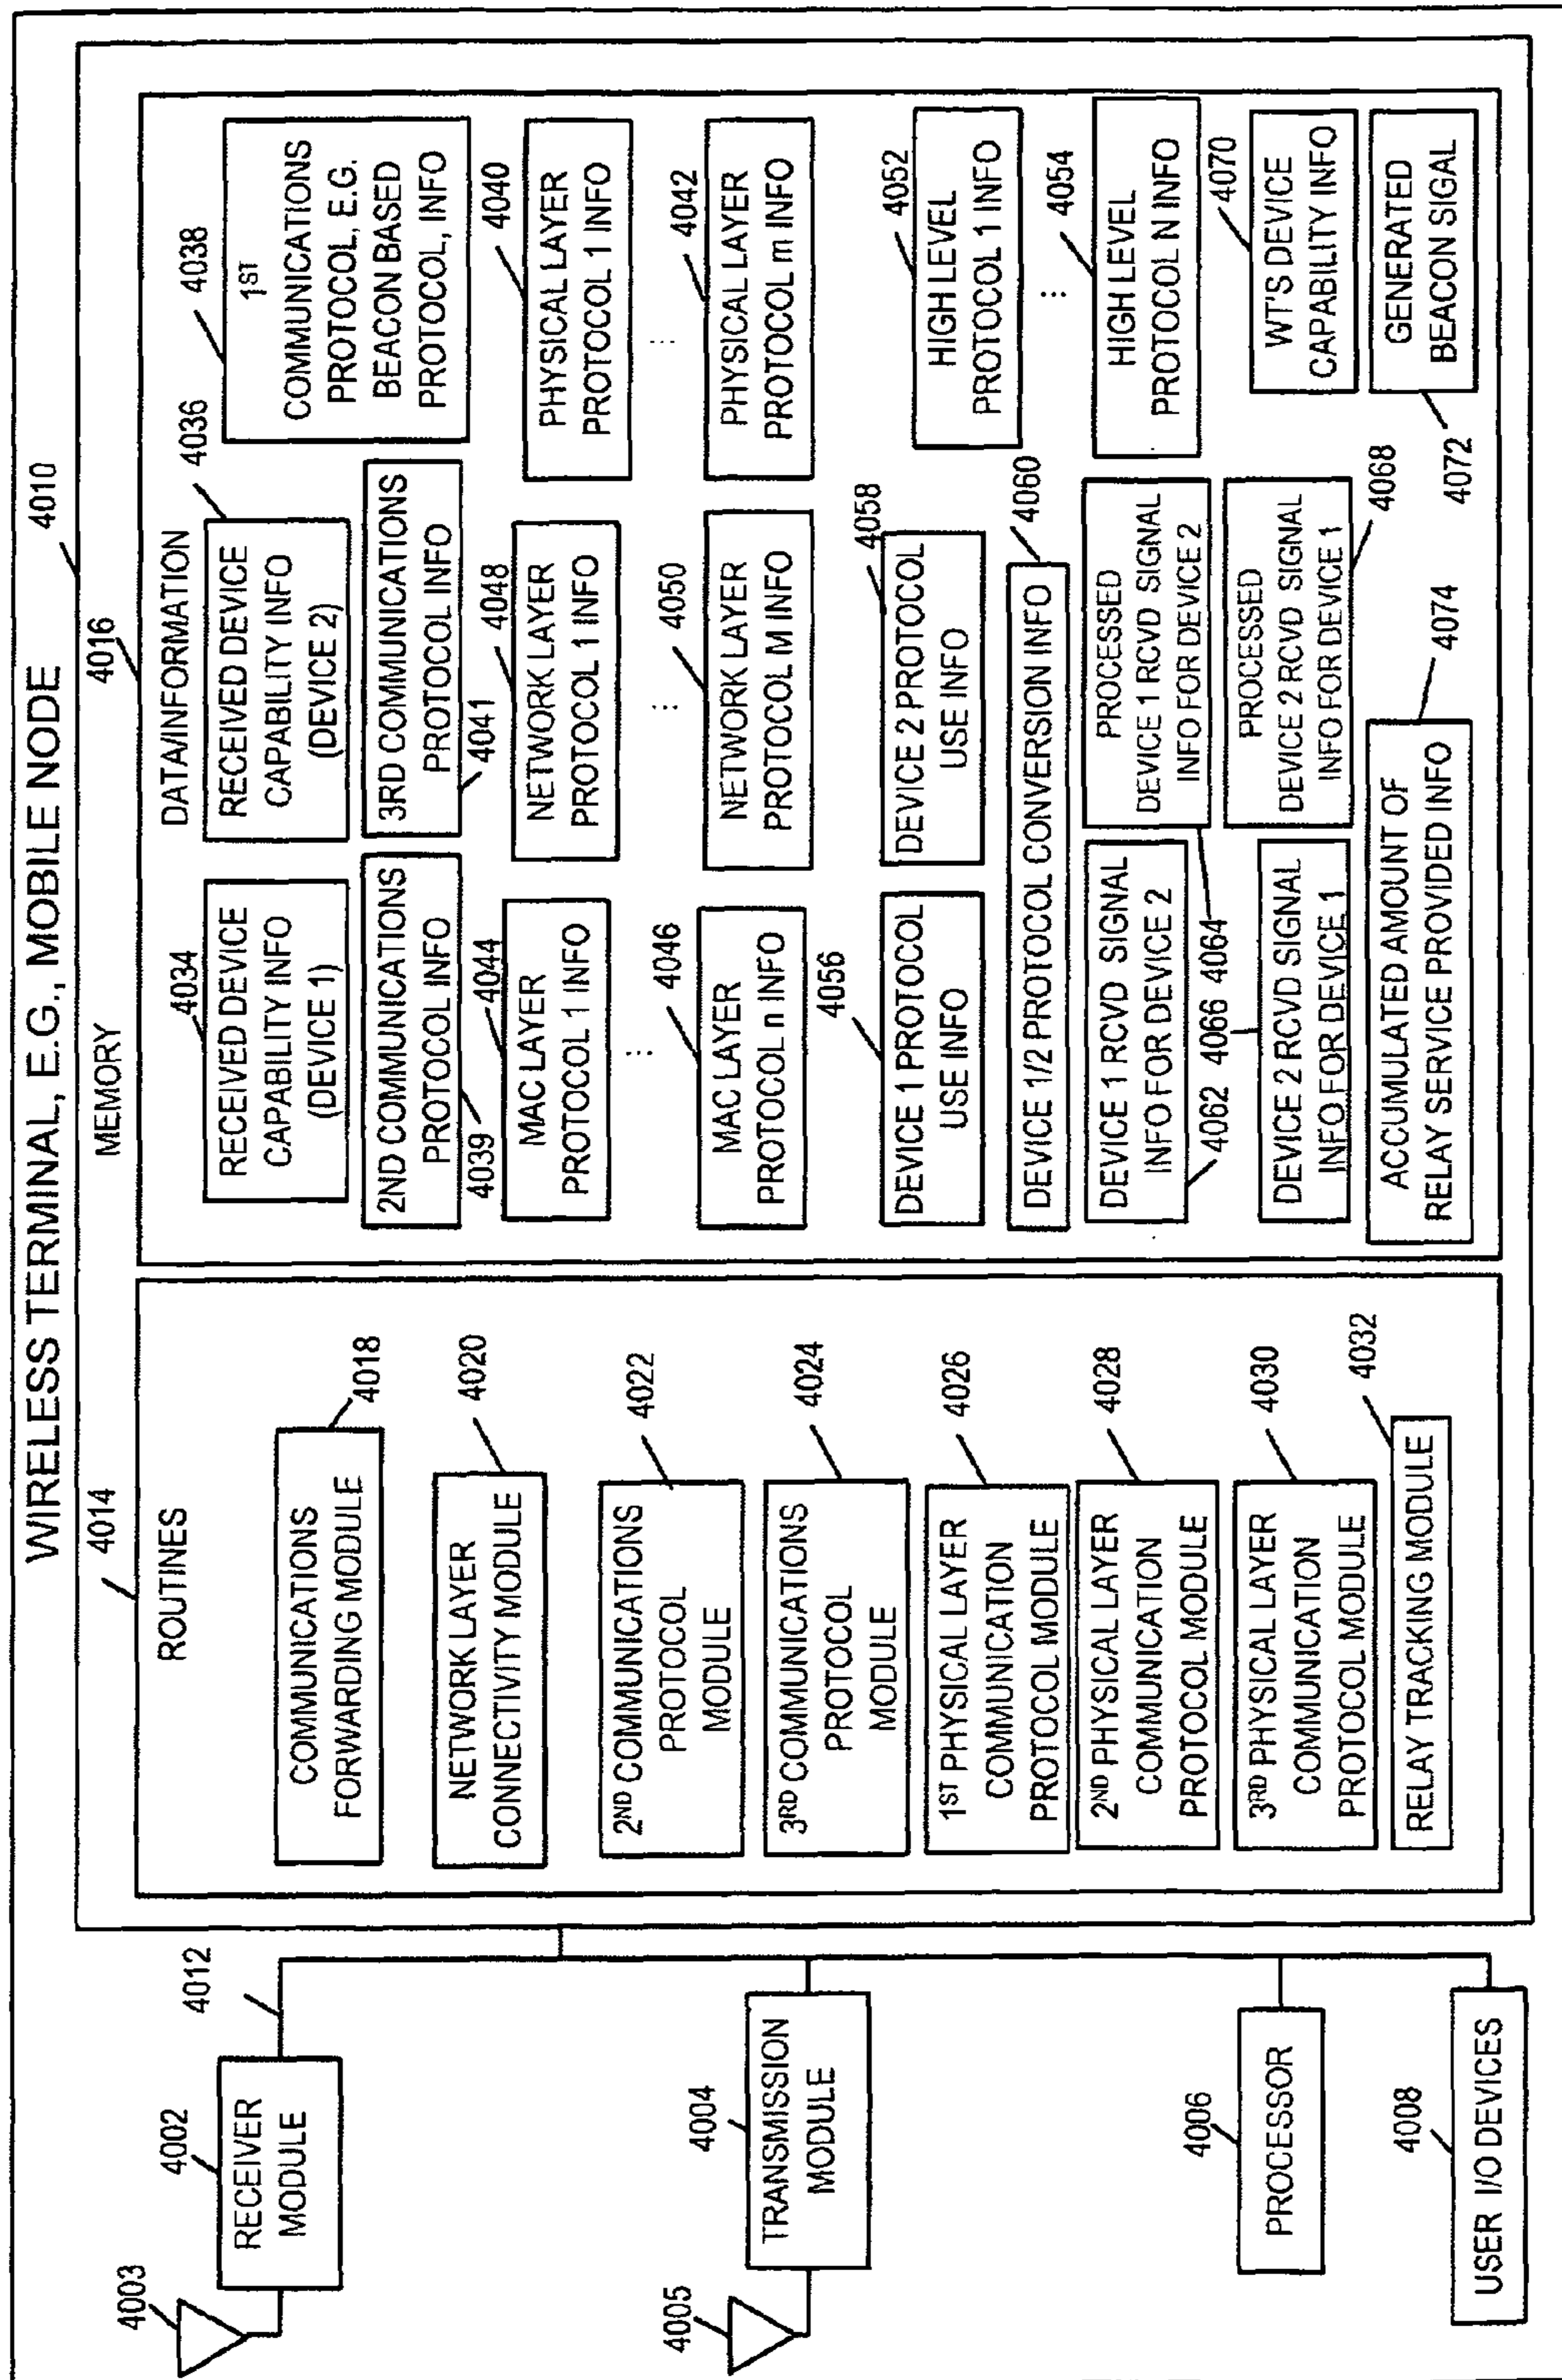 WIRELESS TERMINAL, E.G., MOBILE NODE
4010
4003
4002
RECEIVER
MODULE
4012
4005
4004
TRANSMISSION
MODULE
4006
PROCESSOR
4008
USER I/O DEVICES
MEMORY
4014
ROUTINES
COMMUNICATIONS
FORWARDING MODULE
4018
NETWORK LAYER
CONNECTIVITY MODULE
4020
2ND COMMUNICATIONS
PROTOCOL
MODULE
4022
3RD COMMUNICATIONS
PROTOCOL
MODULE
4024
1ST PHYSICAL LAYER
COMMUNICATION
PROTOCOL MODULE
4026
2ND PHYSICAL LAYER
COMMUNICATION
PROTOCOL MODULE
4028
3RD PHYSICAL LAYER
COMMUNICATION
PROTOCOL MODULE
4030
RELAY TRACKING MODULE
4032
4016
DATA/INFORMATION
4034
RECEIVED DEVICE
CAPABILITY INFO
(DEVICE 1)
4036
RECEIVED DEVICE
CAPABILITY INFO
(DEVICE 2)
4038
1ST
COMMUNICATIONS
PROTOCOL, E.G.
BEACON BASED
PROTOCOL, INFO
2ND COMMUNICATIONS
PROTOCOL INFO
4039
3RD COMMUNICATIONS
PROTOCOL INFO
4041
4044
MAC LAYER
PROTOCOL 1 INFO
4048
NETWORK LAYER
PROTOCOL 1 INFO
4040
PHYSICAL LAYER
PROTOCOL 1 INFO
...
...
...
4046
MAC LAYER
PROTOCOL n INFO
4050
NETWORK LAYER
PROTOCOL M INFO
4042
PHYSICAL LAYER
PROTOCOL m INFO
4056
DEVICE 1 PROTOCOL
USE INFO
4058
DEVICE 2 PROTOCOL
USE INFO
4052
HIGH LEVEL
PROTOCOL 1 INFO
...
4060
DEVICE 1/2 PROTOCOL CONVERSION INFO
4054
HIGH LEVEL
PROTOCOL N INFO
DEVICE 1 RCVD SIGNAL
INFO FOR DEVICE 2
PROCESSED
DEVICE 1 RCVD SIGNAL
INFO FOR DEVICE 2
4062 4066 4064
4070
WT'S DEVICE
CAPABILITY INFO
DEVICE 2 RCVD SIGNAL
INFO FOR DEVICE 1
PROCESSED
DEVICE 2 RCVD SIGNAL
INFO FOR DEVICE 1
4068
GENERATED
BEACON SIGAL
4072
ACCUMULATED AMOUNT OF
RELAY SERVICE PROVIDED INFO
4074